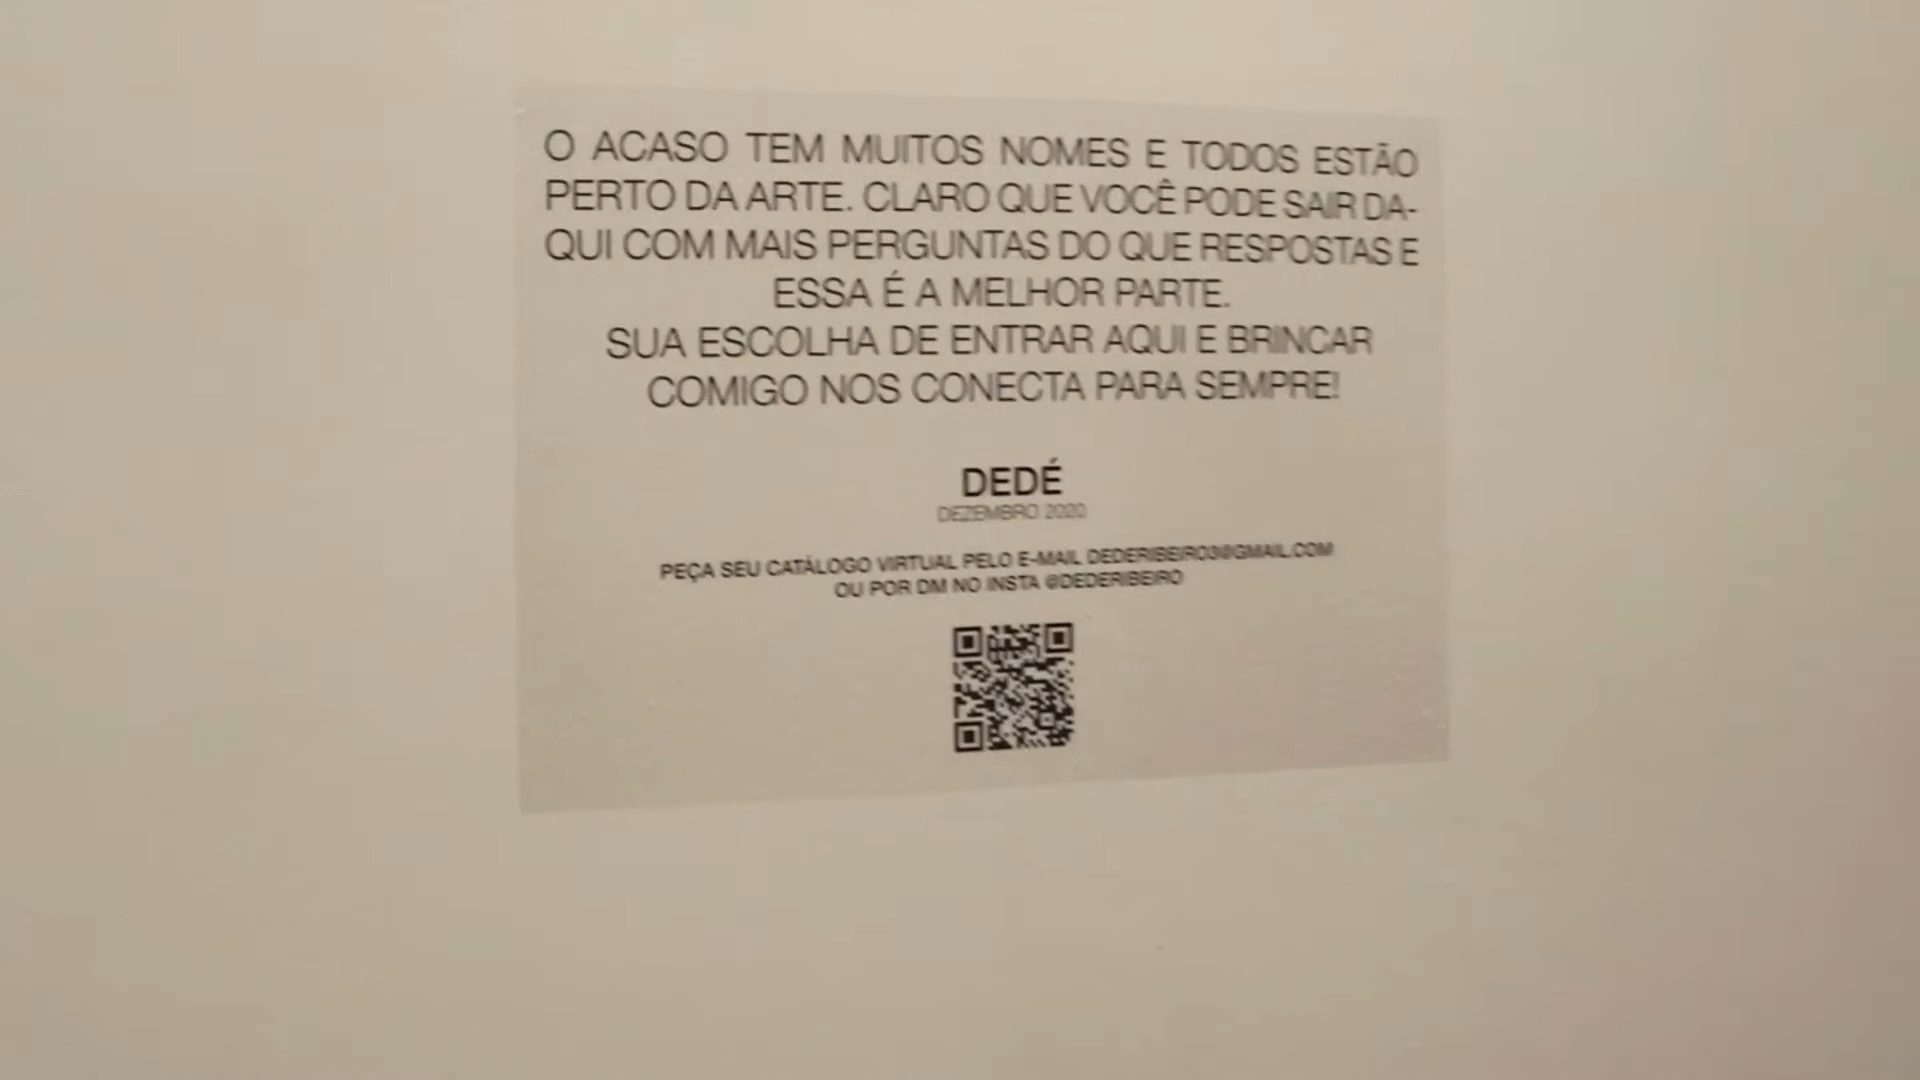 O ACASO TEM MUITOS NOMES E TODOS ESTÃO
PERTO DA ARTE. CLARO QUE VOCÊ PODE SAIR DA-
QUI COM MAIS PERGUNTAS DO QUE RESPOSTAS E
ESSA É A MELHOR PARTE.
SUA ESCOLHA DE ENTRAR AQUI E BRINCAR
COMIGO NOS CONECTA PARA SEMPRE!
DEDÉ
DEZEMBRO 2020
PEÇA SEU CATÁLOGO VIRTUAL PELO E-MAIL DEDERIBEIRO3@GMAIL.COM
OU POR DM NO INSTA @DEDERIBEIRO